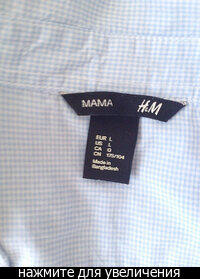 MAMA H&M
EUR L
US L
CA G
CN 175/104
Made in
Bangladesh
нажмите для увеличения